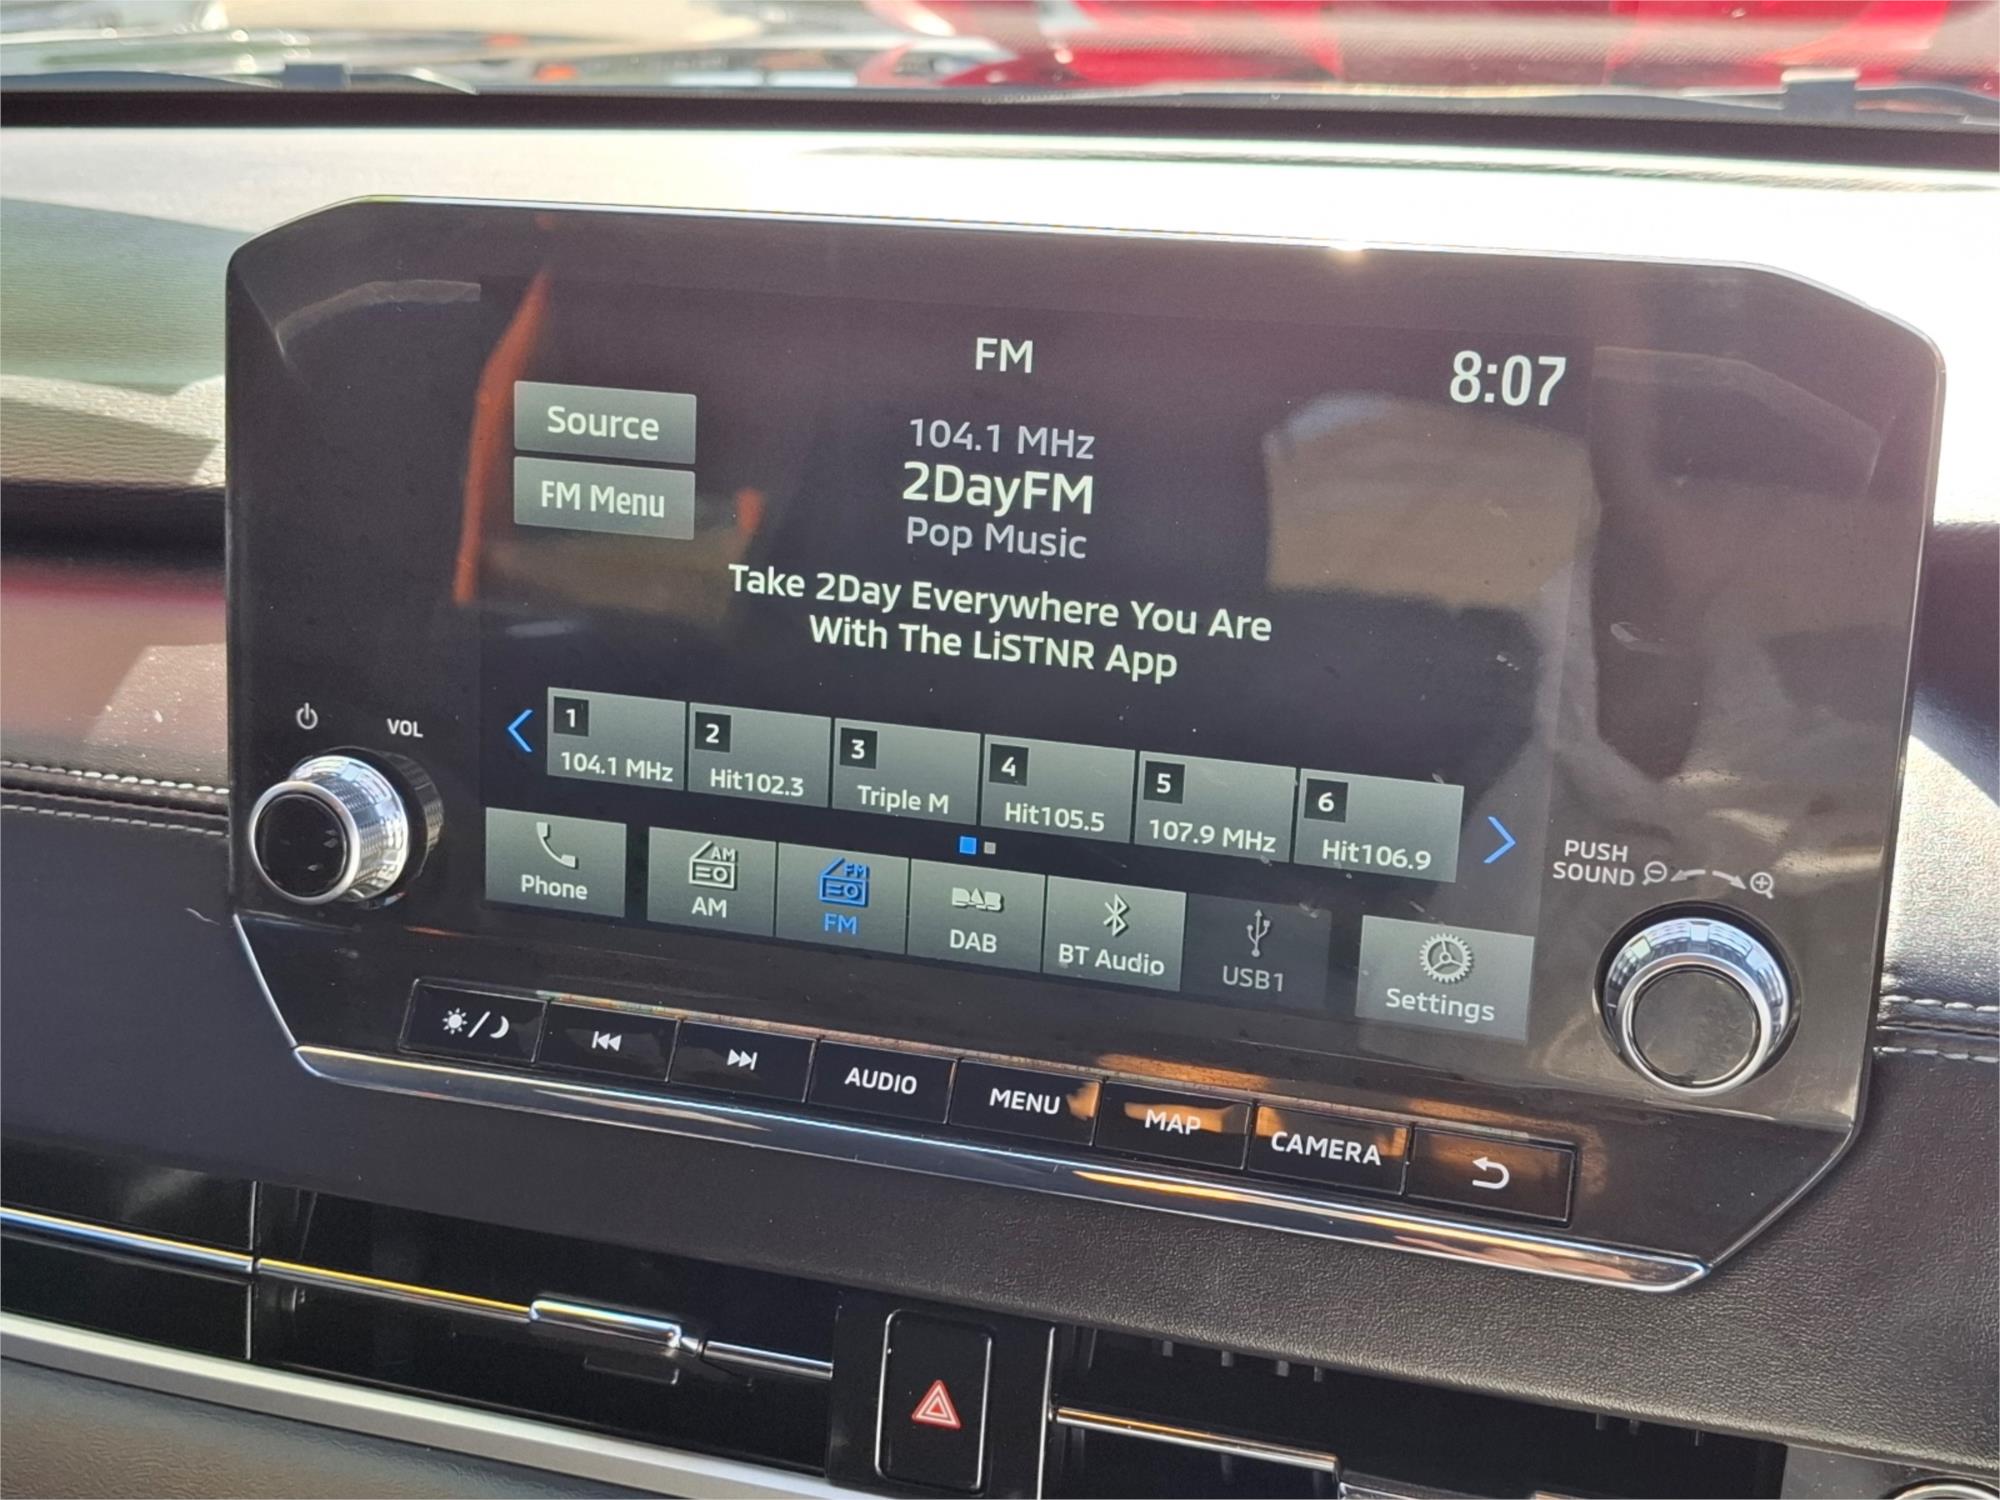 FM
8:07
Source
FM Menu
104.1 MHz
2DayFM
Pop Music
Take 2Day Everywhere You Are
With The LiSTNR App
VOL
1
104.1 MHz
2
Hit102.3
3
Triple M
4
Hit105.5
5
107.9 MHz
6
Hit106.9
PUSH
SOUND
Phone
AM
AM
FM
FM
DAB
DAB
BT Audio
USB1
Settings
AUDIO
MENU
MAP
CAMERA